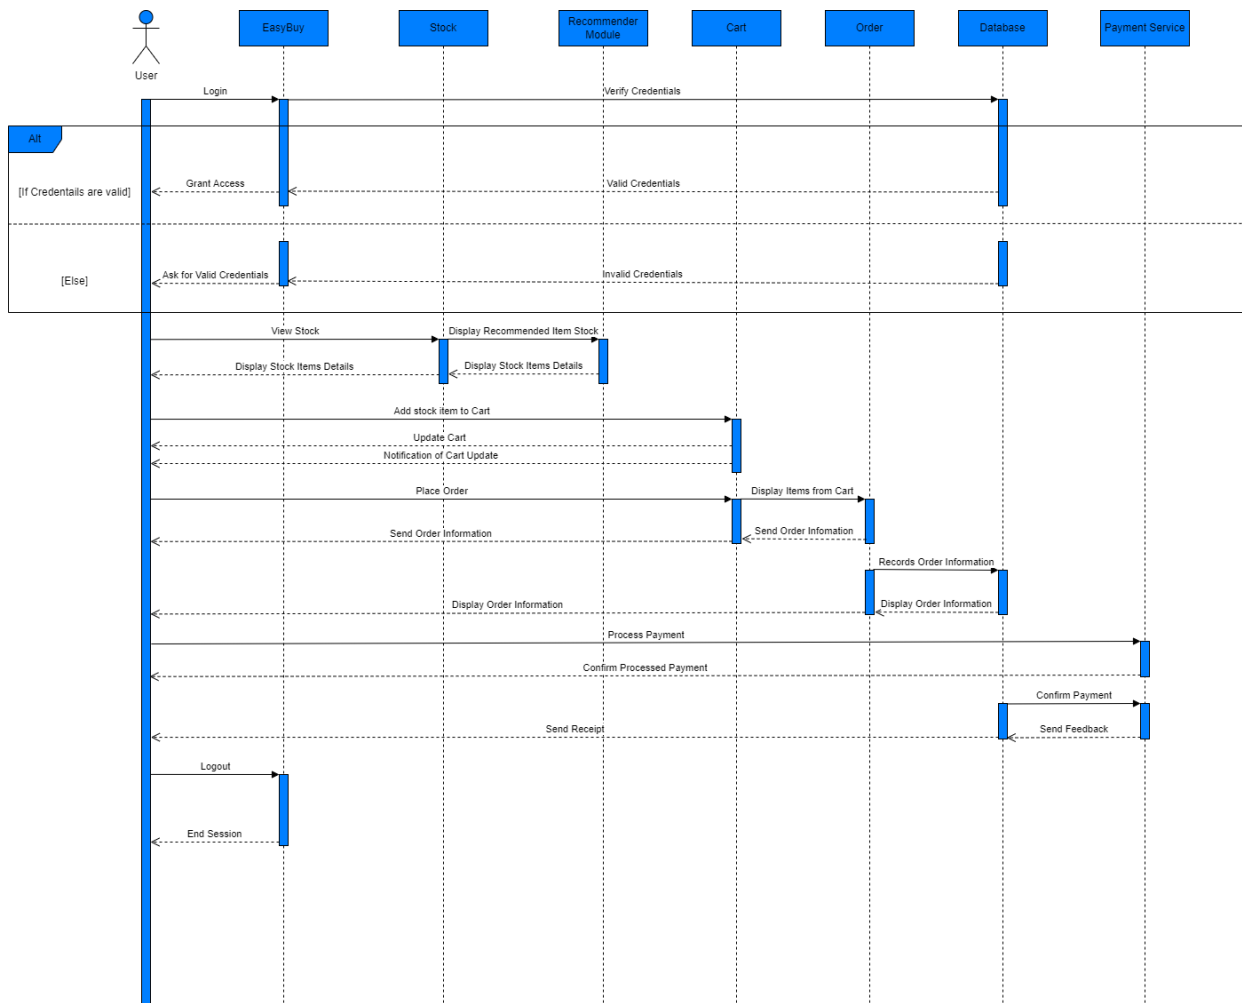 EasyBuy
Stock
Recommender
Module
Cart
Order
Database
Payment Service
User
Login
Verify Credentials
Alt
[If Credentails are valid]
Grant Access
Valid Credentials
[Else]
Ask for Valid Credentials
Invalid Credentials
View Stock
Display Recommended Item Stock
Display Stock Items Details
Display Stock Items Details
Add stock item to Cart
Update Cart
Notification of Cart Update
Place Order
Display Items from Cart
Send Order Information
Send Order Infomation
Records Order Information
Display Order Information
Display Order Information
Process Payment
Confirm Processed Payment
Confirm Payment
Send Receipt
Send Feedback
Logout
End Session